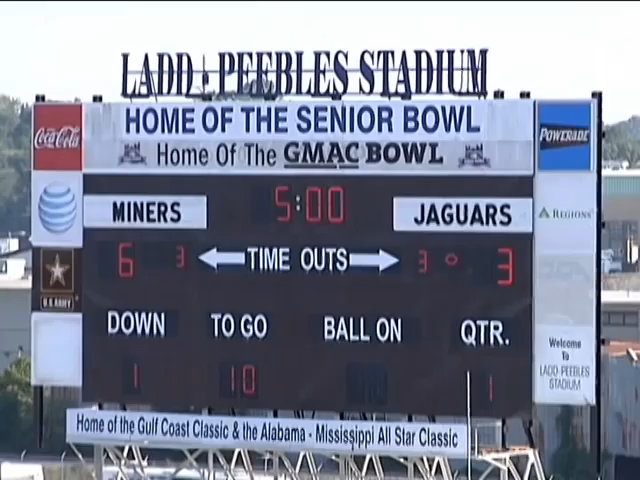 LADD · PEEBLES STADIUM
HOME OF THE SENIOR BOWL
Home Of The GMAC BOWL
Coca-Cola
POWERADE
MINERS 5:00 JAGUARS
REGIONS
6 3 TIME OUTS 3 3
U.S. ARMY
DOWN TO GO BALL ON QTR.
1 10 1
Welcome
To
LADD-PEEBLES
STADIUM
at&t
Home of the Gulf Coast Classic & the Alabama - Mississippi All Star Classic